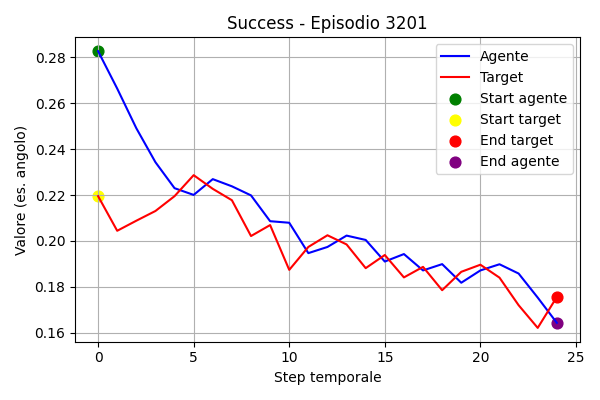 Success - Episodio 3201
Valore (es. angolo)
0.28
0.26
0.24
0.22
0.20
0.18
0.16
0
5
10
15
20
25
Step temporale
Agente
Target
Start agente
Start target
End target
End agente